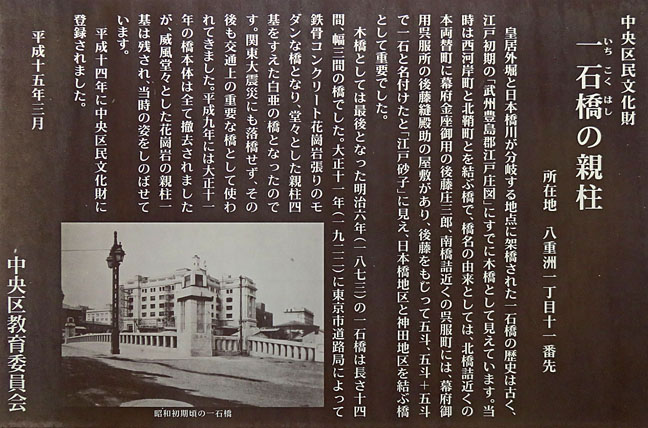 中央区民文化財
一石橋の親柱
いちこくはし
所在地 八重洲一丁目十一番先
皇居外堀と日本橋川が分岐する地点に架橋された一石橋の歴史は古く、
江戸初期の「武州豊島郡江戸庄図」にすでに木橋として見えています。当
時は西河岸町と北鞘町とを結ぶ橋で、橋名の由来としては、北橋詰近くの
本両替町に幕府金座御用の後藤庄三郎、南橋詰近くの呉服町には、幕府御
用呉服所の後藤縫殿助の屋敷があり、後藤をもじって五斗、五斗+五斗
で一石と名付けたと「江戸砂子」に見え、日本橋地区と神田地区を結ぶ橋
として重要でした。
木橋としては最後となった明治六年(一八七三)の一石橋は長さ十四
間、幅三間の橋でした。大正十一年(一九二二)に東京市道路局によって
鉄骨コンクリート花崗岩張りのモ
ダンな橋となり、堂々とした親柱四
基をすえた白亜の橋となったので
す。関東大震災にも落橋せず、その
後も交通上の重要な橋として使わ
れてきました。平成九年には大正十一
年の橋本体は全て撤去されました
が、威風堂々とした花崗岩の親柱一
基は残され、当時の姿をしのばせて
います。
平成十四年に中央区民文化財に
登録されました。
平成十五年三月
中央区教育委員会
昭和初期頃の一石橋